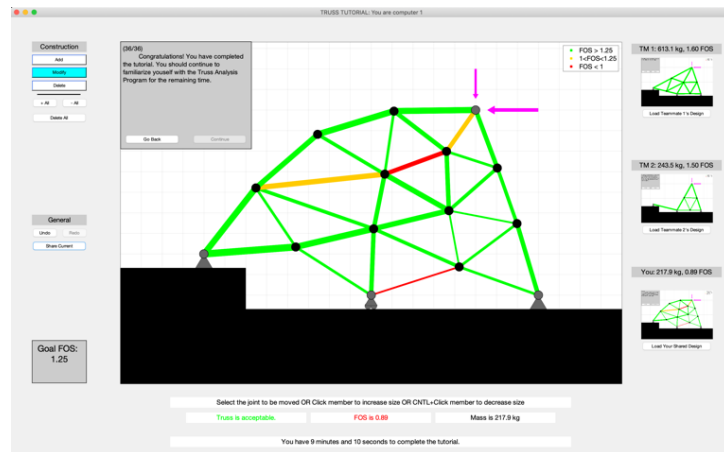 TRUSS TUTORIAL: You are computer 1
Construction
Add
Modify
Delete
+ All
- All
Delete All
General
Undo
Redo
Share Current
Goal FOS:
1.25
(36/36)
Congratulations! You have completed
the tutorial. You should continue to
familiarize youself with the Truss Analysis
Program for the remaining time.
Go Back
Continue
FOS > 1.25
1<FOS<1.25
FOS < 1
TM 1: 613.1 kg, 1.60 FOS
Load Teammate 1's Design
TM 2: 243.5 kg, 1.50 FOS
Load Teammate 2's Design
You: 217.9 kg, 0.89 FOS
Load Your Shared Design
Select the joint to be moved OR Click member to increase size OR CNTL+Click member to decrease size
Truss is acceptable.
FOS is 0.89
Mass is 217.9 kg
You have 9 minutes and 10 seconds to complete the tutorial.